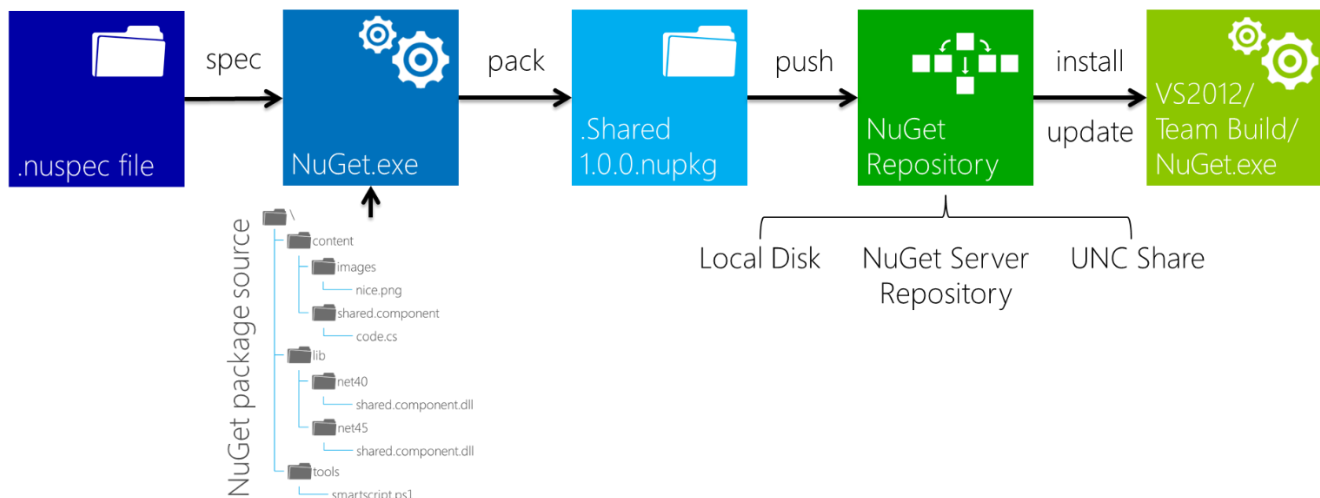 spec
pack
push
install
update
.nuspec file
NuGet.exe
.Shared
1.0.0.nupkg
NuGet
Repository
VS2012/
Team Build/
NuGet.exe
Local Disk
NuGet Server
Repository
UNC Share
NuGet package source
\
content
images
nice.png
shared.component
code.cs
lib
net40
shared.component.dll
net45
shared.component.dll
tools
smartscript.ps1